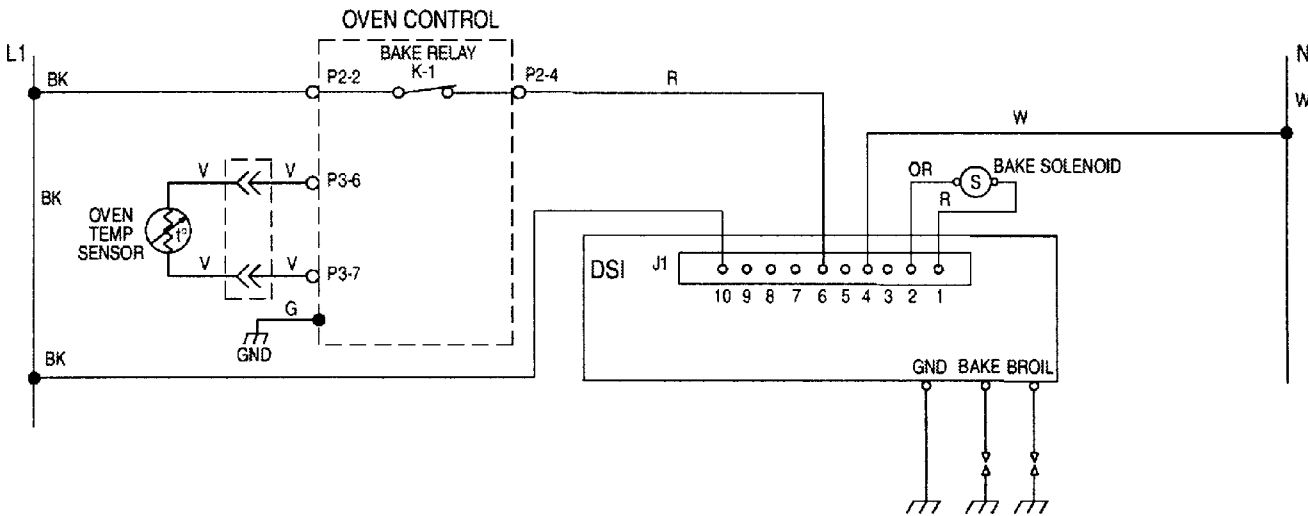 OVEN CONTROL
L1
N
BAKE RELAY
K-1
BK
P2-2
P2-4
R
W
W
V
V
P3-6
OR
S
BAKE SOLENOID
R
BK
OVEN
TEMP
SENSOR
t°
V
V
P3-7
DSI
J1
10 9 8 7 6 5 4 3 2 1
G
GND
BK
GND BAKE BROIL